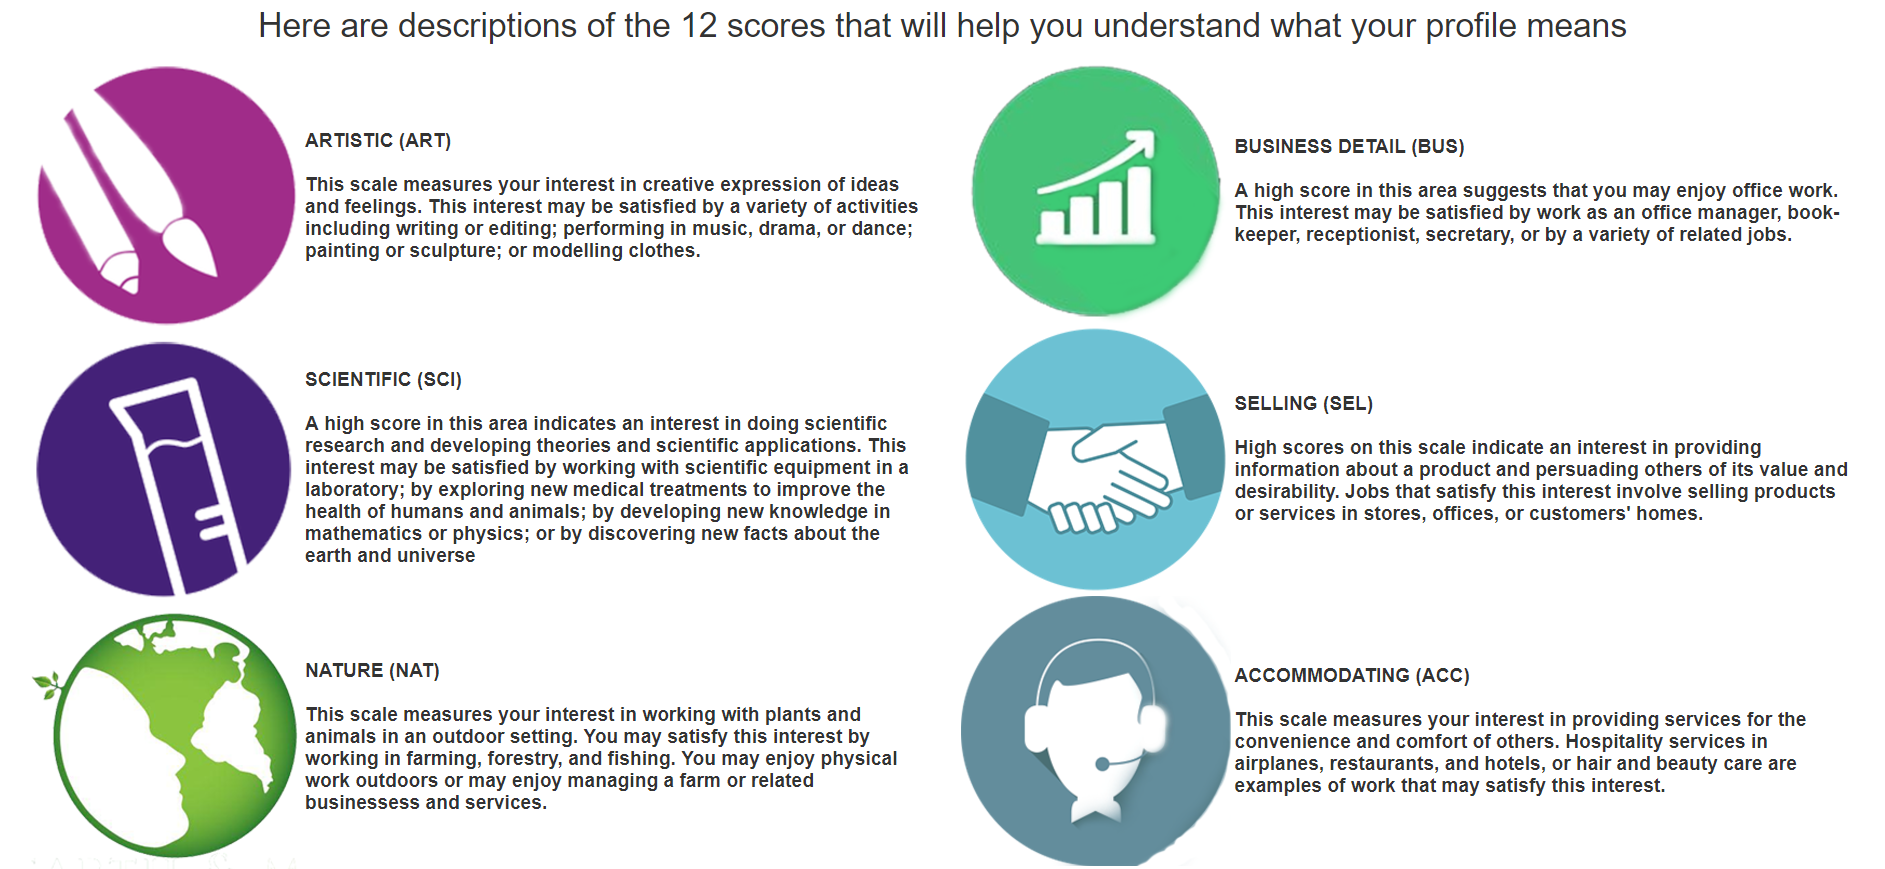 Here are descriptions of the 12 scores that will help you understand what your profile means
ARTISTIC (ART)
This scale measures your interest in creative expression of ideas
and feelings. This interest may be satisfied by a variety of activities
including writing or editing; performing in music, drama, or dance;
painting or sculpture; or modelling clothes.
SCIENTIFIC (SCI)
A high score in this area indicates an interest in doing scientific
research and developing theories and scientific applications. This
interest may be satisfied by working with scientific equipment in a
laboratory; by exploring new medical treatments to improve the
health of humans and animals; by developing new knowledge in
mathematics or physics; or by discovering new facts about the
earth and universe
NATURE (NAT)
This scale measures your interest in working with plants and
animals in an outdoor setting. You may satisfy this interest by
working in farming, forestry, and fishing. You may enjoy physical
work outdoors or may enjoy managing a farm or related
businessess and services.
BUSINESS DETAIL (BUS)
A high score in this area suggests that you may enjoy office work.
This interest may be satisfied by work as an office manager, book-
keeper, receptionist, secretary, or by a variety of related jobs.
SELLING (SEL)
High scores on this scale indicate an interest in providing
information about a product and persuading others of its value and
desirability. Jobs that satisfy this interest involve selling products
or services in stores, offices, or customers' homes.
ACCOMMODATING (ACC)
This scale measures your interest in providing services for the
convenience and comfort of others. Hospitality services in
airplanes, restaurants, and hotels, or hair and beauty care are
examples of work that may satisfy this interest.